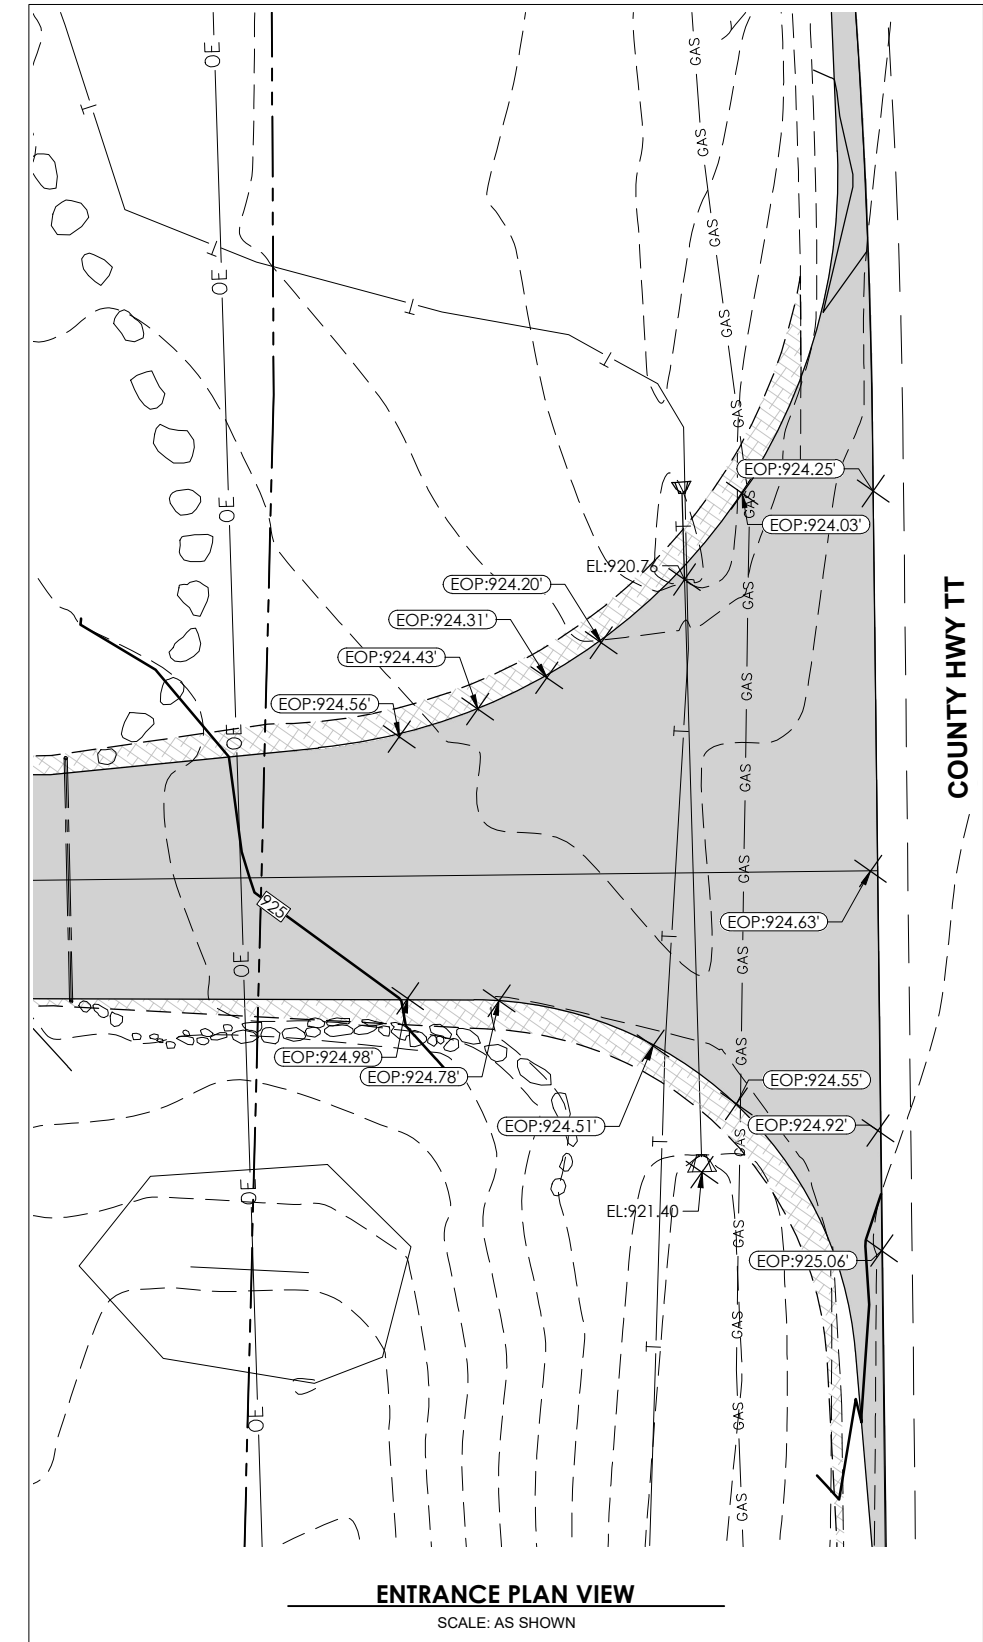 OE
GAS
GAS
T
T
GAS
OE
T
GAS
T
GAS
EOP:924.25'
OE
GAS
EOP:924.03'
T
EL:920.76
EOP:924.20'
GAS
EOP:924.31'
COUNTY HWY TT
EOP:924.43'
EOP:924.56'
OE
T
GAS
GAS
925
EOP:924.63'
T
OE
GAS
GAS
EOP:924.98'
EOP:924.78'
EOP:924.55'
EOP:924.51'
EOP:924.92'
T
GAS
OE
EL:921.40
GAS
EOP:925.06'
GAS
T
OE
GAS
GAS
ENTRANCE PLAN VIEW
SCALE: AS SHOWN